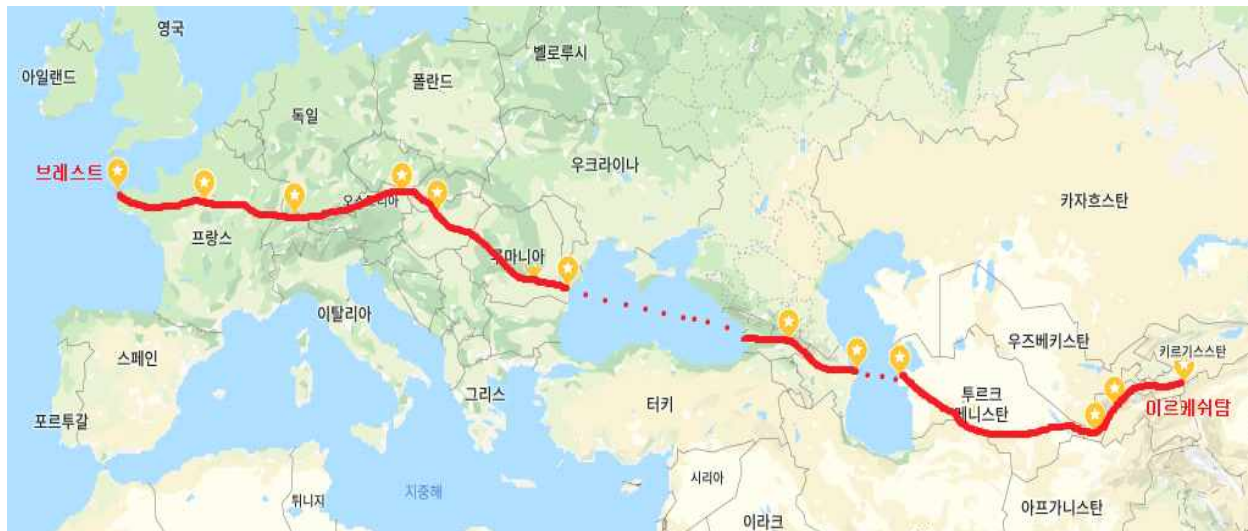 영국
아일랜드
벨로루시
폴란드
독일
우크라이나
브레스트
카자흐스탄
프랑스
루마니아
이탈리아
우즈베키스탄
키르기스스탄
스페인
그리스
터키
투르크
메니스탄
이르케쉬탐
포르투갈
시리아
튀니지
지중해
아프가니스탄
이라크